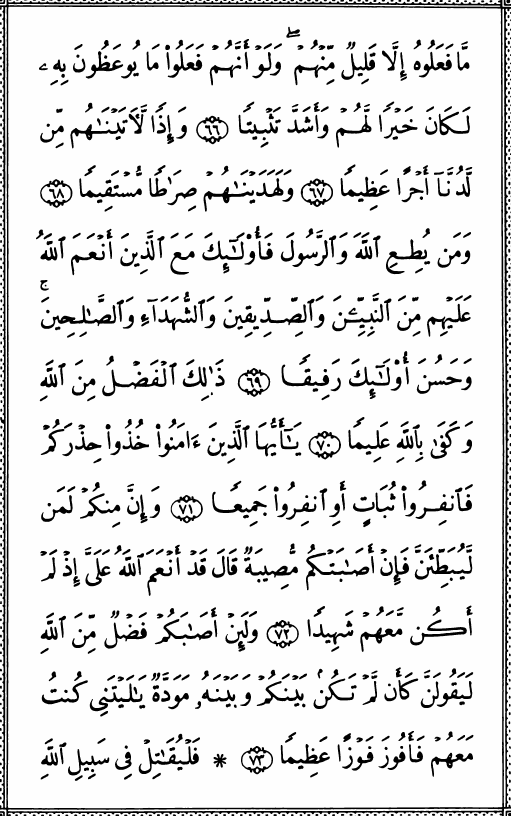 مَّا فَعَلُوهُ إِلَّا قَلِيلٌ مِّنْهُمْ ۖ وَلَوْ أَنَّهُمْ فَعَلُوا۟ مَا يُوعَظُونَ بِهِۦ
لَكَانَ خَيْرًا لَّهُمْ وَأَشَدَّ تَثْبِيتًا ٦٦ وَإِذًا لَّـَٔاتَيْنَـٰهُم مِّن
لَّدُنَّآ أَجْرًا عَظِيمًا ٦٧ وَلَهَدَيْنَـٰهُمْ صِرَٰطًا مُّسْتَقِيمًا ٦٨
وَمَن يُطِعِ ٱللَّهَ وَٱلرَّسُولَ فَأُو۟لَـٰٓئِكَ مَعَ ٱلَّذِينَ أَنْعَمَ ٱللَّهُ
عَلَيْهِم مِّنَ ٱلنَّبِيِّـۧنَ وَٱلصِّدِّيقِينَ وَٱلشُّهَدَآءِ وَٱلصَّـٰلِحِينَ ۚ
وَحَسُنَ أُو۟لَـٰٓئِكَ رَفِيقًا ٦٩ ذَٰلِكَ ٱلْفَضْلُ مِنَ ٱللَّهِ
وَكَفَىٰ بِٱللَّهِ عَلِيمًا ٧٠ يَـٰٓأَيُّهَا ٱلَّذِينَ ءَامَنُوا۟ خُذُوا۟ حِذْرَكُمْ
فَٱنفِرُوا۟ ثُبَاتٍ أَوِ ٱنفِرُوا۟ جَمِيعًا ٧١ وَإِنَّ مِنكُمْ لَمَن
لَّيُبَطِّئَنَّ فَإِنْ أَصَـٰبَتْكُم مُّصِيبَةٌ قَالَ قَدْ أَنْعَمَ ٱللَّهُ عَلَىَّ إِذْ لَمْ
أَكُن مَّعَهُمْ شَهِيدًا ٧٢ وَلَئِنْ أَصَـٰبَكُمْ فَضْلٌ مِّنَ ٱللَّهِ
لَيَقُولَنَّ كَأَن لَّمْ تَكُنۢ بَيْنَكُمْ وَبَيْنَهُۥ مَوَدَّةٌ يَـٰلَيْتَنِى كُنتُ
مَعَهُمْ فَأَفُوزَ فَوْزًا عَظِيمًا ٧٣ * فَلْيُقَـٰتِلْ فِى سَبِيلِ ٱللَّهِ